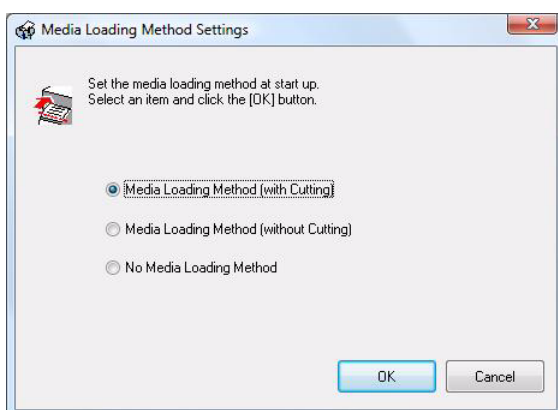 Media Loading Method Settings
Set the media loading method at start up.
Select an item and click the [OK] button.
Media Loading Method (with Cutting)
Media Loading Method (without Cutting)
No Media Loading Method
OK Cancel